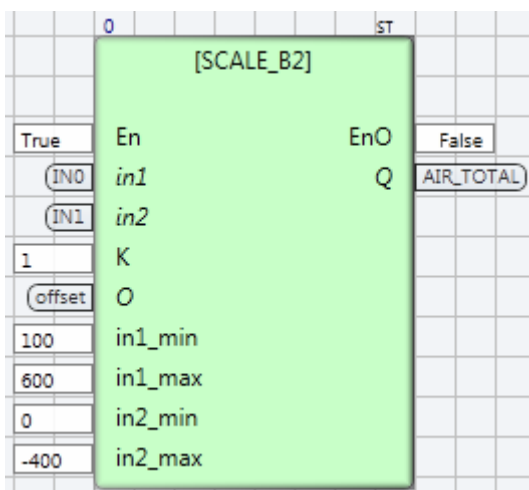 0 ST
[SCALE_B2]
True En EnO False
IN0 in1 Q AIR_TOTAL
IN1 in2
1 K
offset O
100 in1_min
600 in1_max
0 in2_min
-400 in2_max